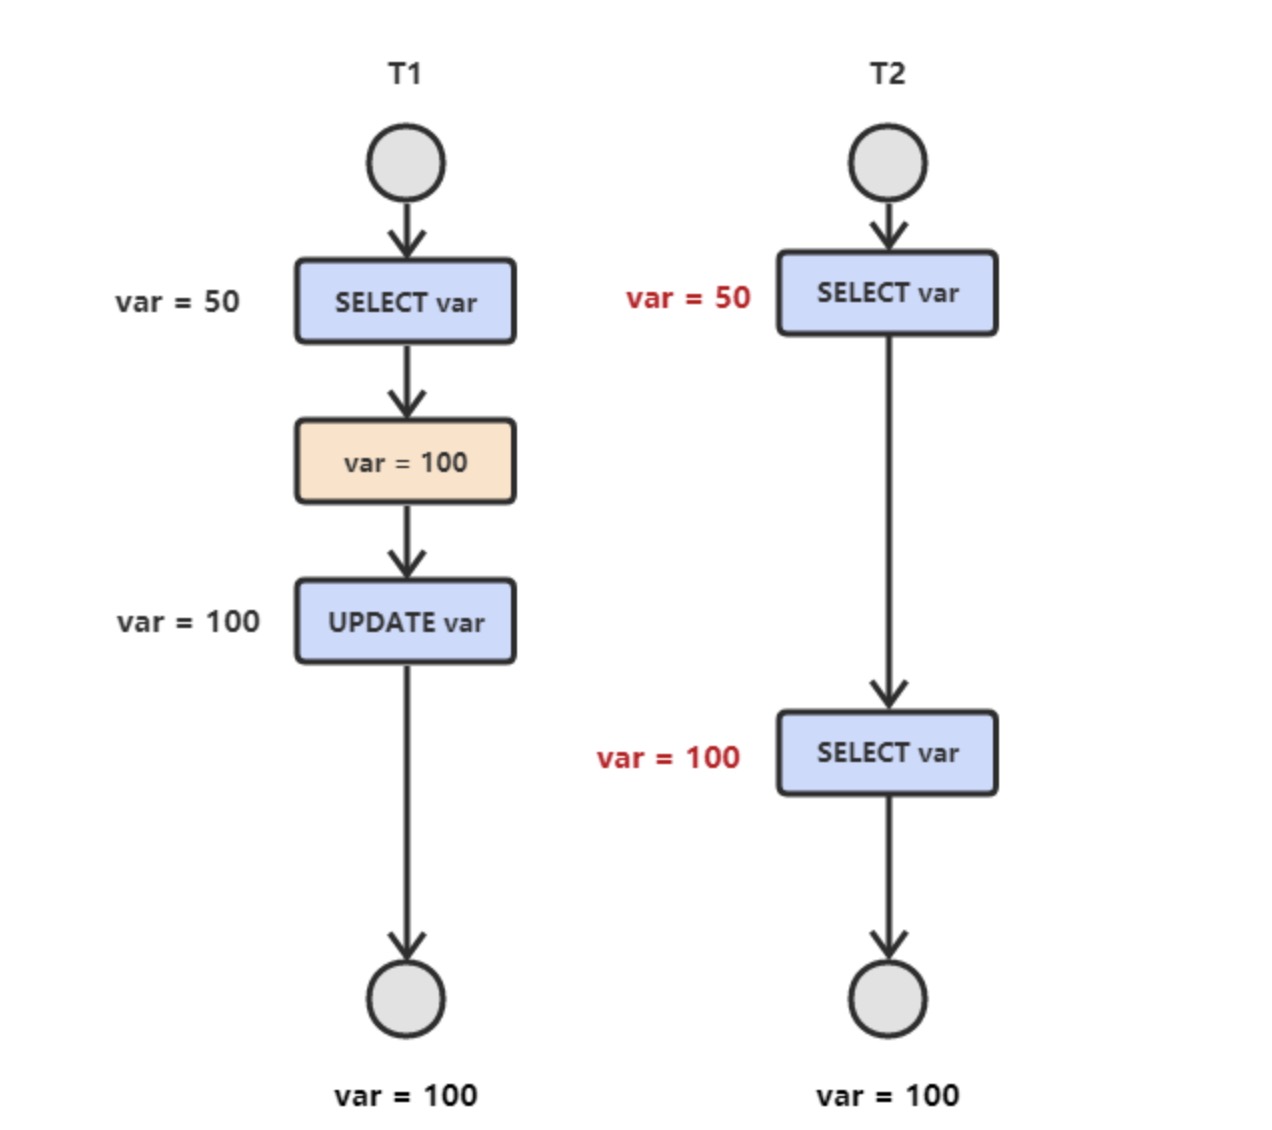 T1
T2
var = 50
SELECT var
var = 50
SELECT var
var = 100
var = 100
UPDATE var
var = 100
SELECT var
var = 100
var = 100